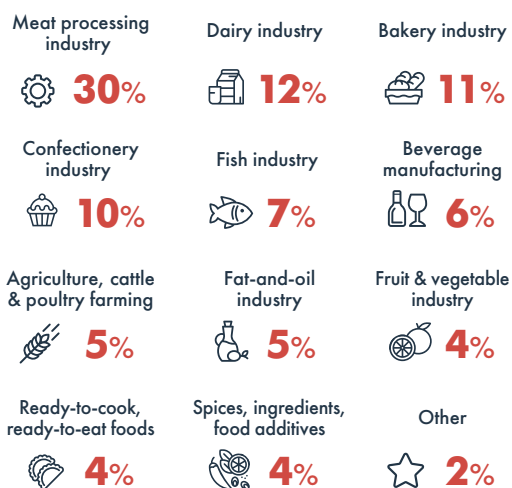 Meat processing
industry
30%
Dairy industry
12%
Bakery industry
11%
Confectionery
industry
10%
Fish industry
7%
Beverage
manufacturing
6%
Agriculture, cattle
& poultry farming
5%
Fat-and-oil
industry
5%
Fruit & vegetable
industry
4%
Ready-to-cook,
ready-to-eat foods
4%
Spices, ingredients,
food additives
4%
Other
2%